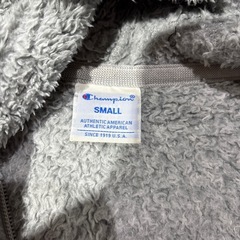 Champion
SMALL
AUTHENTIC AMERICAN
ATHLETIC APPAREL
SINCE 1919 U.S.A.